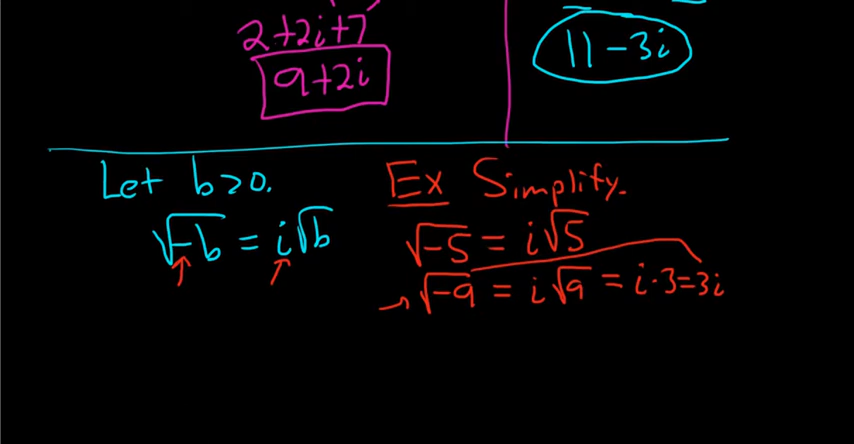 2+2i+7
9+2i
11-3i
Let b>0.
√-b = i√b
Ex Simplify.
√-5 = i√5
√-9 = i√9 = i·3=3i